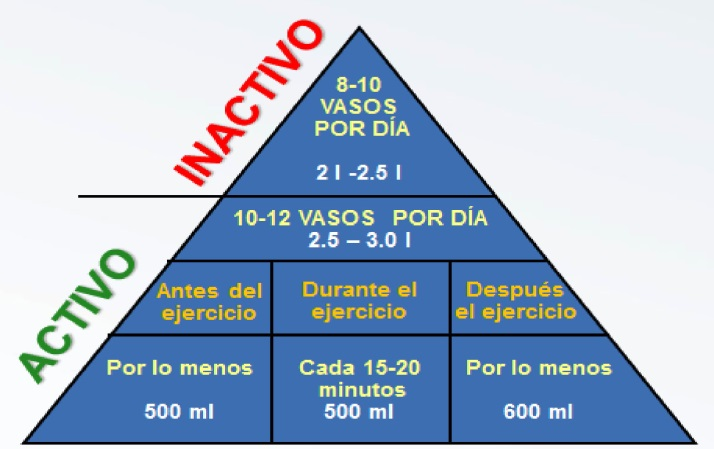 INACTIVO
8-10
VASOS
POR DÍA
2 l -2.5 l
ACTIVO
10-12 VASOS POR DÍA
2.5 – 3.0 l
Antes del
ejercicio
Durante el
ejercicio
Después
el ejercicio
Por lo menos
500 ml
Cada 15-20
minutos
500 ml
Por lo menos
600 ml